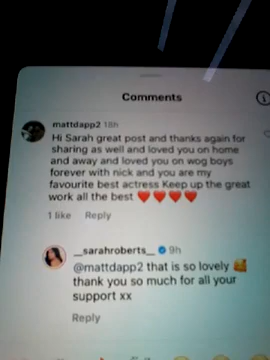 Comments
mattdapp2 18h
Hi Sarah great post and thanks again for
sharing as well and loved you on home
and away and loved you on wog boys
forever with nick and you are my
favourite best actress Keep up the great
work all the best ❤️❤️❤️❤️
1 like Reply
__sarahroberts__ 9h
@mattdapp2 that is so lovely 🥰
thank you so much for all your
support xx
Reply